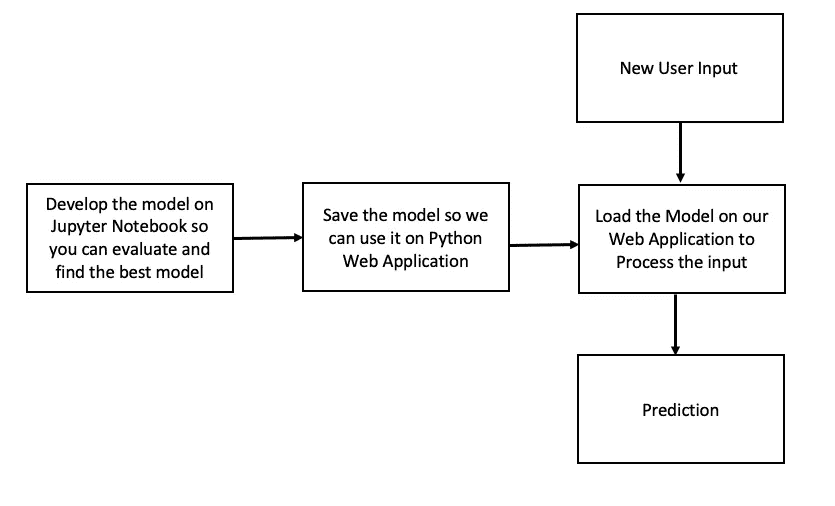 New User Input
Develop the model on
Jupyter Notebook so
you can evaluate and
find the best model
Save the model so we
can use it on Python
Web Application
Load the Model on our
Web Application to
Process the input
Prediction